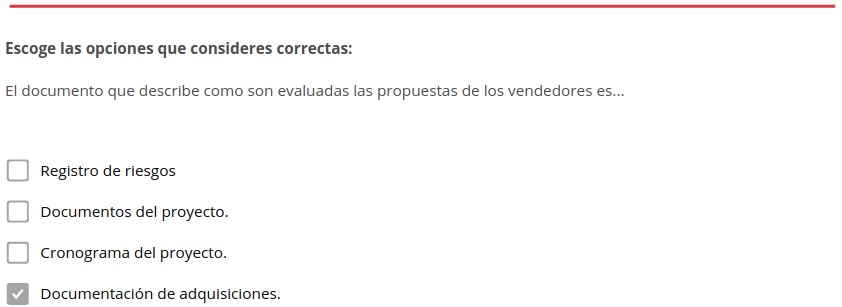 Escoge las opciones que consideres correctas:
El documento que describe como son evaluadas las propuestas de los vendedores es...
Registro de riesgos
Documentos del proyecto.
Cronograma del proyecto.
Documentación de adquisiciones.